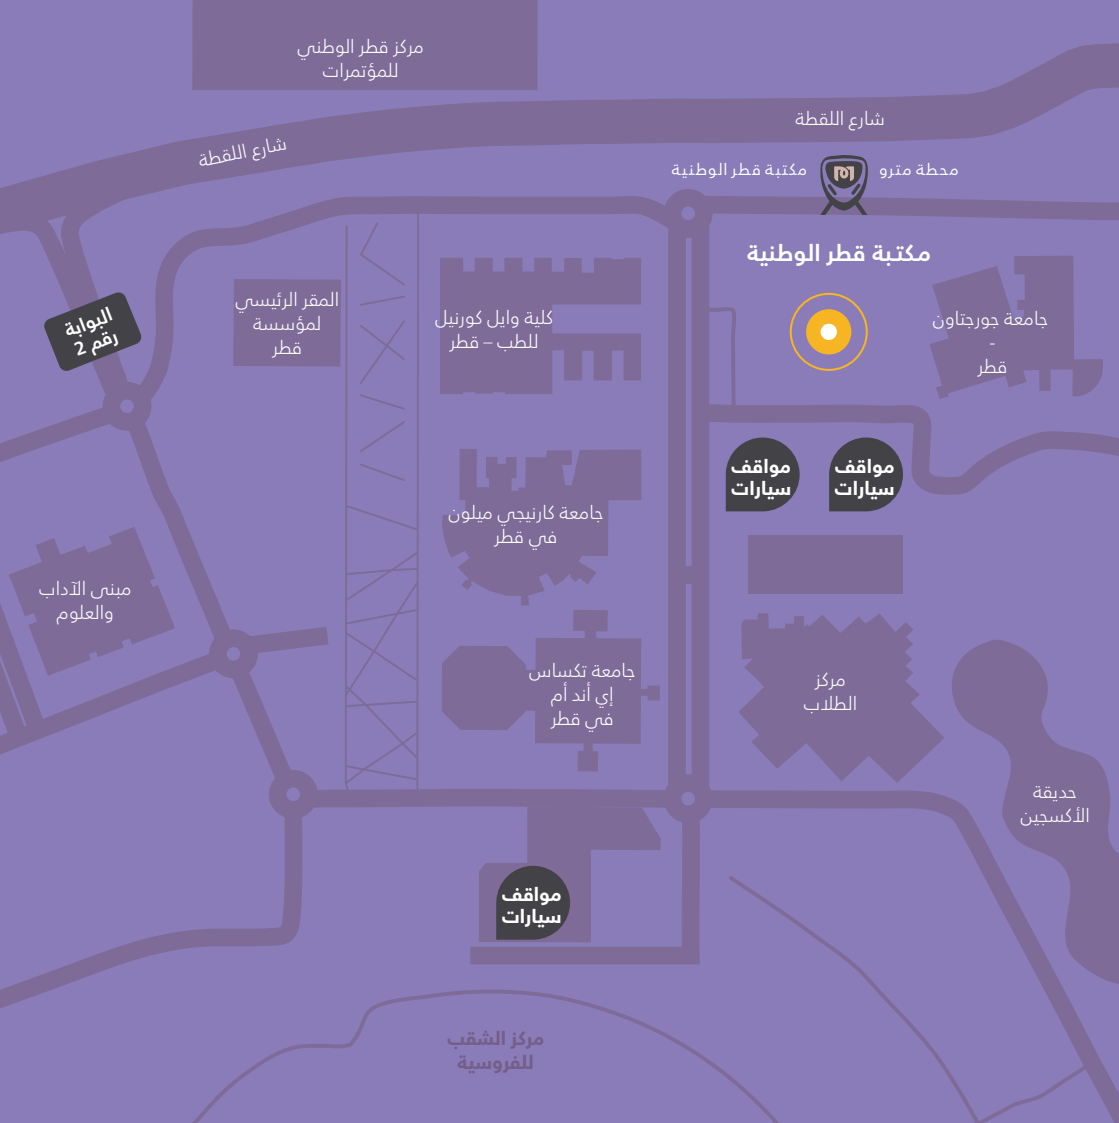 مركز قطر الوطني
للمؤتمرات
شارع اللقطة
شارع اللقطة
محطة مترو
مكتبة قطر الوطنية
مكتبة قطر الوطنية
جامعة جورجتاون
-
قطر
كلية وايل كورنيل
للطب – قطر
المقر الرئيسي
لمؤسسة
قطر
البوابة
رقم 2
مواقف
سيارات
مواقف
سيارات
جامعة كارنيجي ميلون
في قطر
مبنى الآداب
والعلوم
جامعة تكساس
إي أند أم
في قطر
مركز
الطلاب
حديقة
الأكسجين
مواقف
سيارات
مركز الشقب
للفروسية